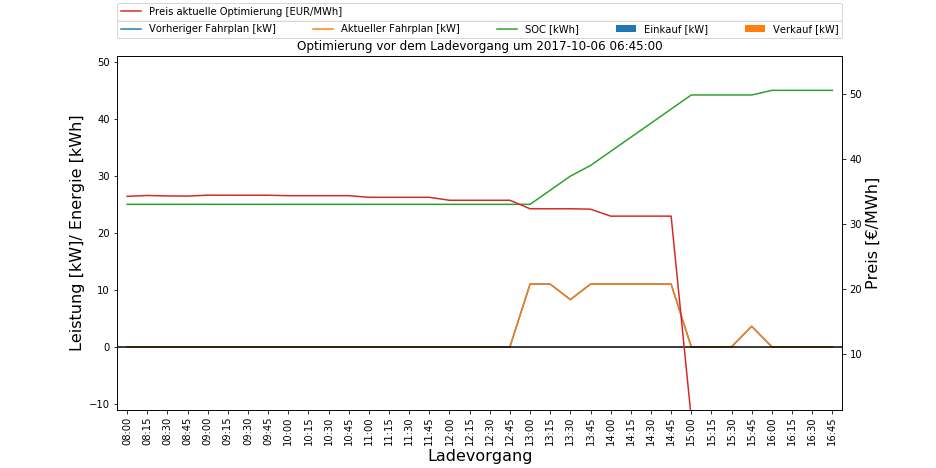 Preis aktuelle Optimierung [EUR/MWh]
Vorheriger Fahrplan [kW] Aktueller Fahrplan [kW] SOC [kWh] Einkauf [kW] Verkauf [kW]
Optimierung vor dem Ladevorgang um 2017-10-06 06:45:00
Leistung [kW]/ Energie [kWh]
50
40
30
20
10
0
−10
Preis [€/MWh]
50
40
30
20
10
08:00 08:15 08:30 08:45 09:00 09:15 09:30 09:45 10:00 10:15 10:30 10:45 11:00 11:15 11:30 11:45 12:00 12:15 12:30 12:45 13:00 13:15 13:30 13:45 14:00 14:15 14:30 14:45 15:00 15:15 15:30 15:45 16:00 16:15 16:30 16:45
Ladevorgang